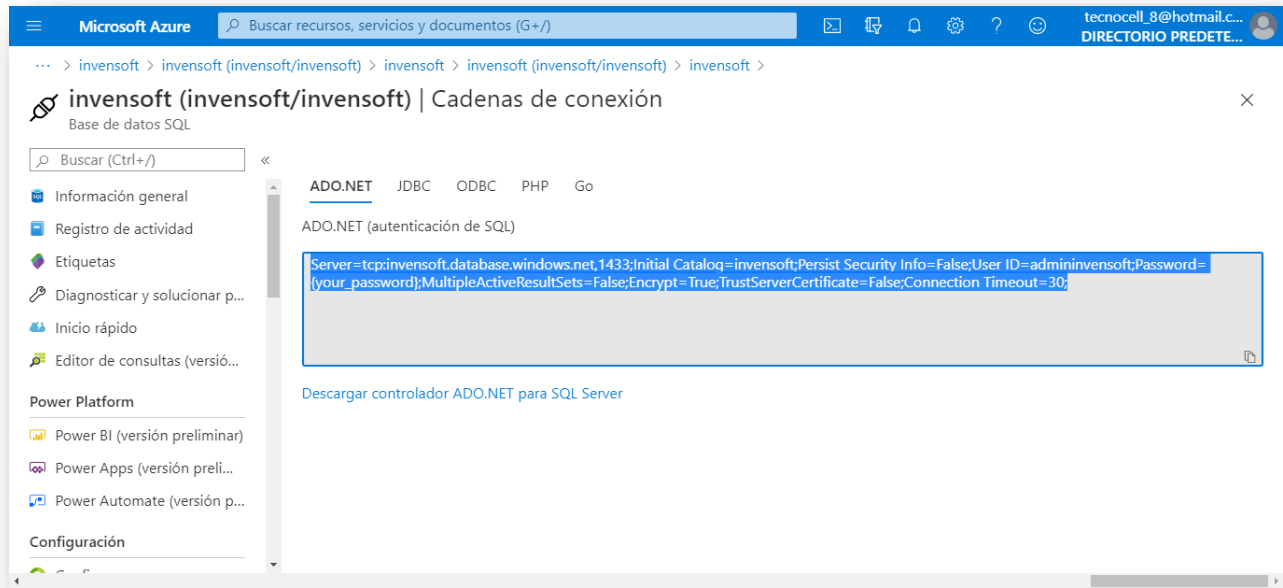 Microsoft Azure
Buscar recursos, servicios y documentos (G+/)
tecnocell_8@hotmail.c...
DIRECTORIO PREDETE...
... > invensoft > invensoft (invensoft/invensoft) > invensoft > invensoft (invensoft/invensoft) > invensoft >
invensoft (invensoft/invensoft) | Cadenas de conexión
Base de datos SQL
Buscar (Ctrl+/)
«
Información general
Registro de actividad
Etiquetas
Diagnosticar y solucionar p...
Inicio rápido
Editor de consultas (versió...
Power Platform
Power BI (versión preliminar)
Power Apps (versión preli...
Power Automate (versión p...
Configuración
ADO.NET JDBC ODBC PHP Go
ADO.NET (autenticación de SQL)
Server=tcp:invensoft.database.windows.net,1433;Initial Catalog=invensoft;Persist Security Info=False;User ID=admininvensoft;Password=
{your_password};MultipleActiveResultSets=False;Encrypt=True;TrustServerCertificate=False;Connection Timeout=30;
Descargar controlador ADO.NET para SQL Server